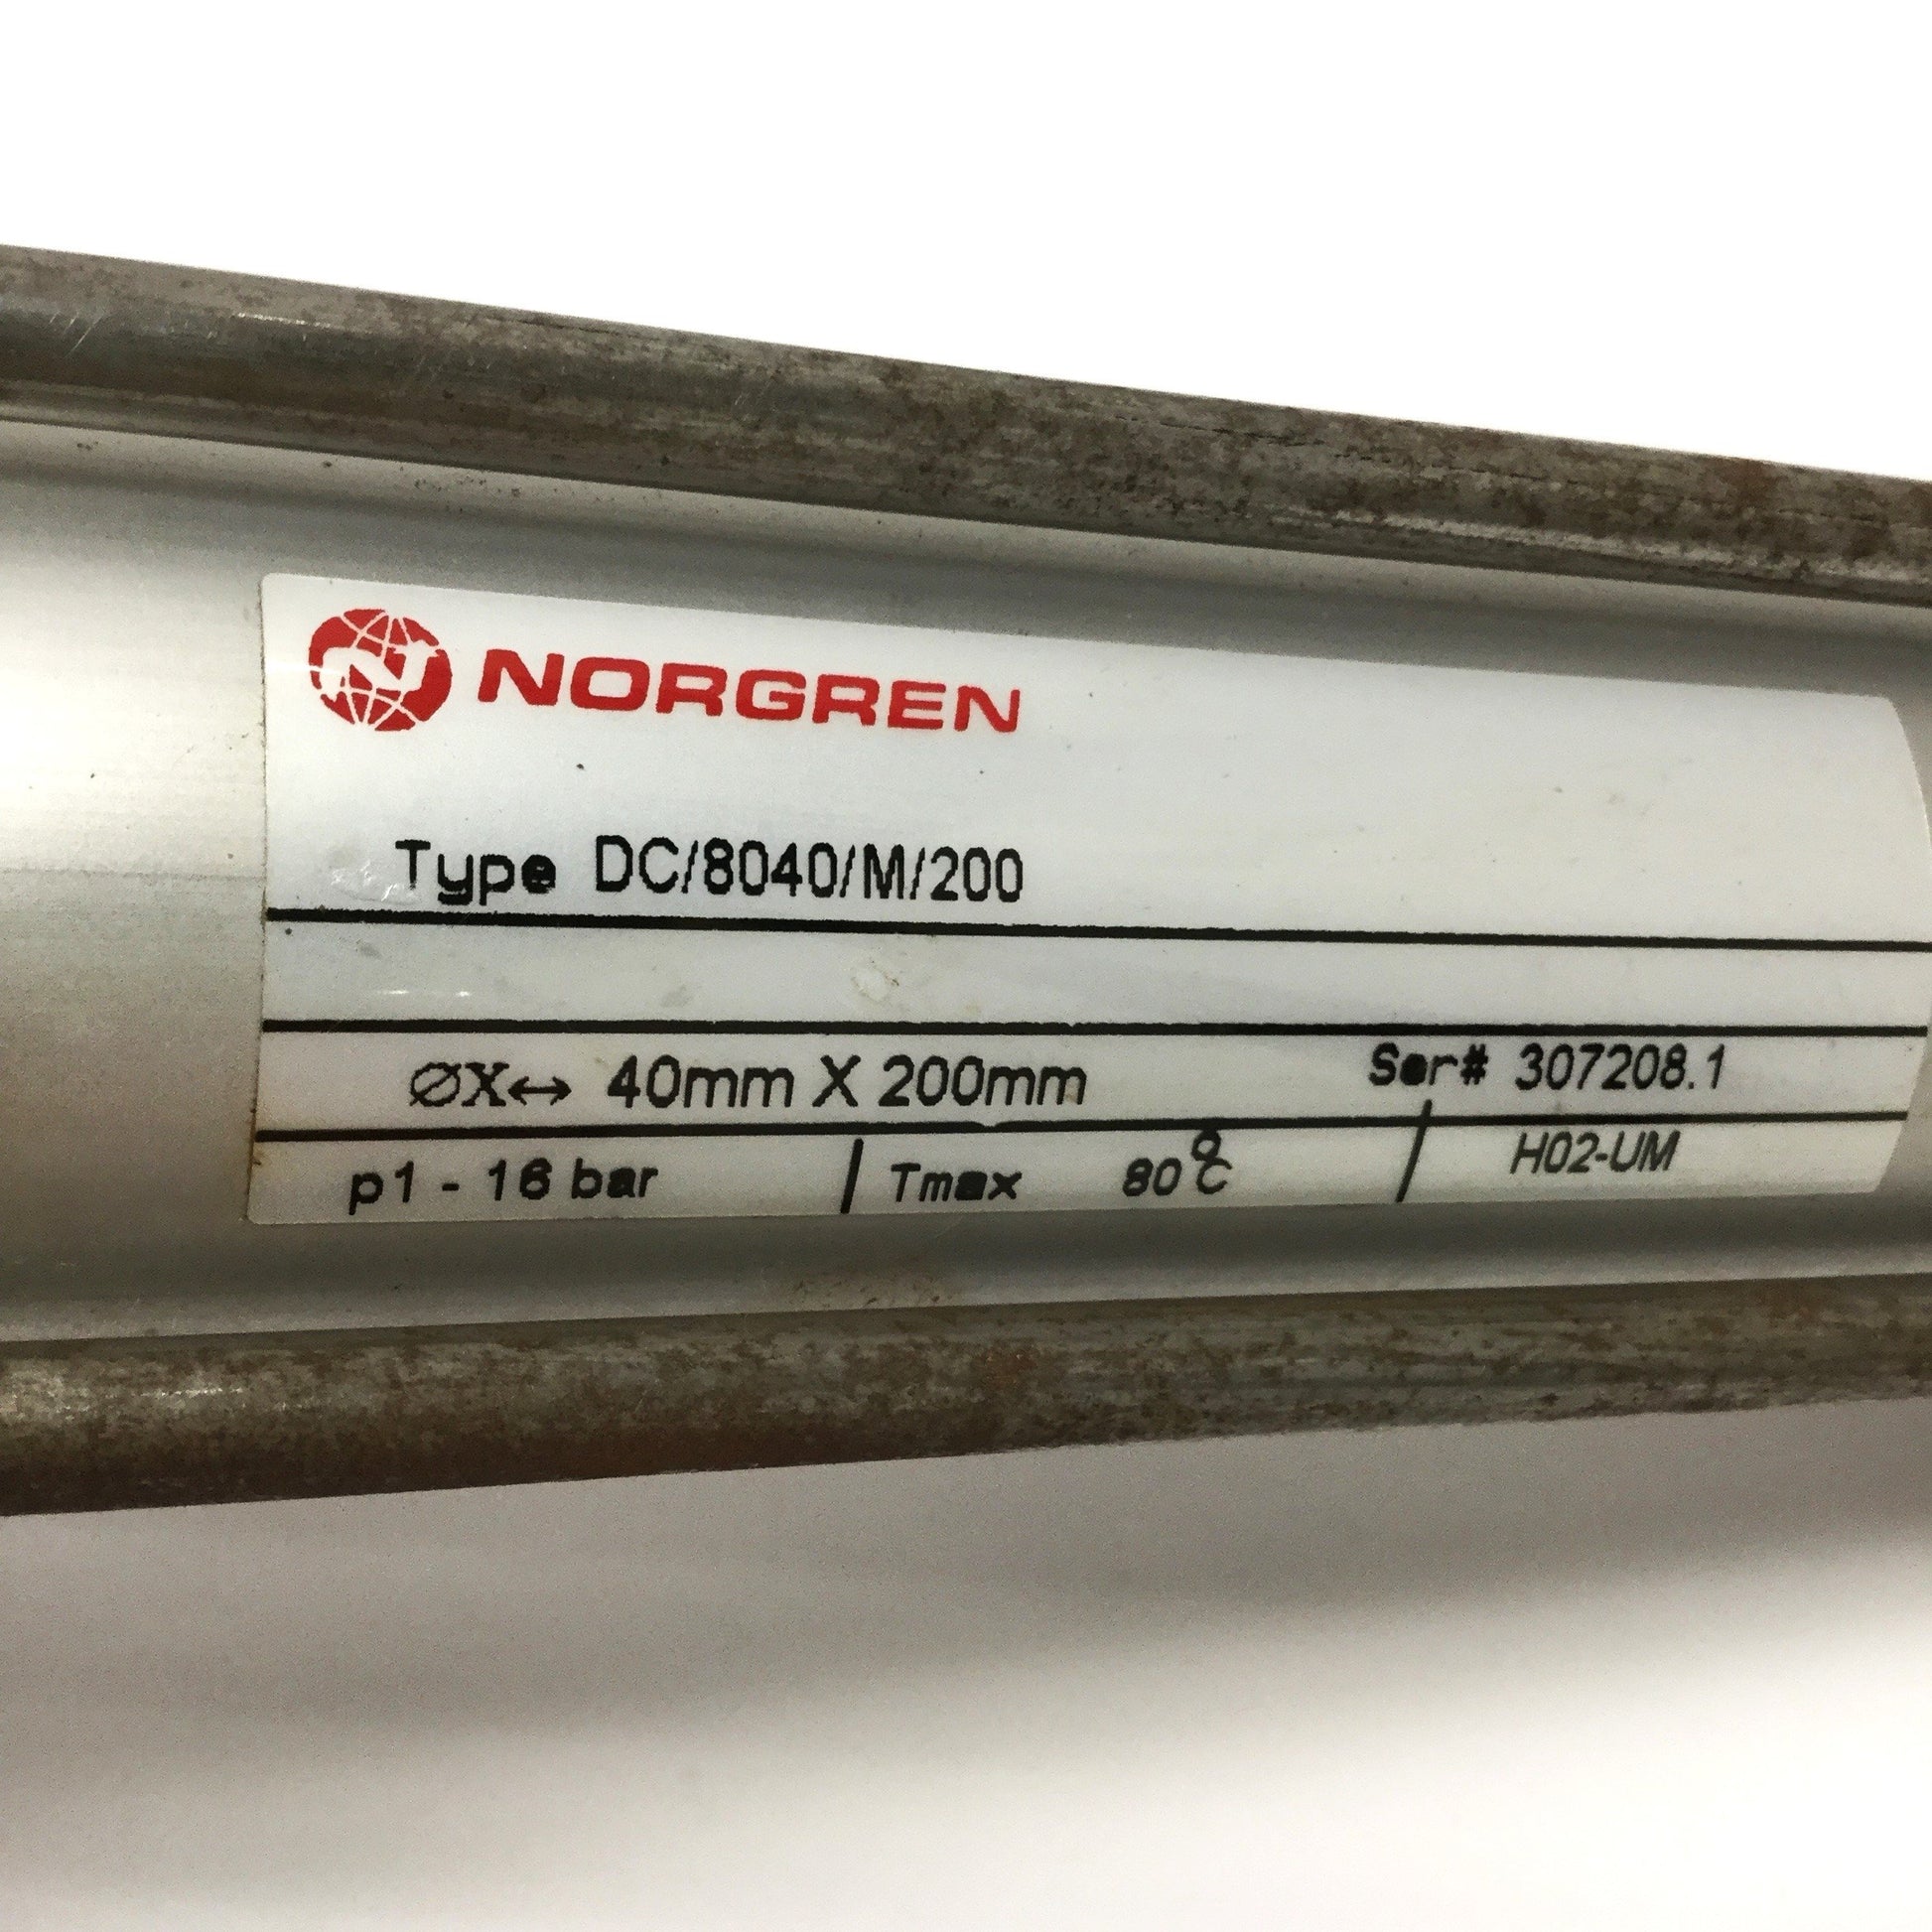 NORGREN
Type DC/8040/M/200
ØX↔ 40mm X 200mm Ser# 307208.1
p1 - 16 bar | Tmax 80°C | H02-UM